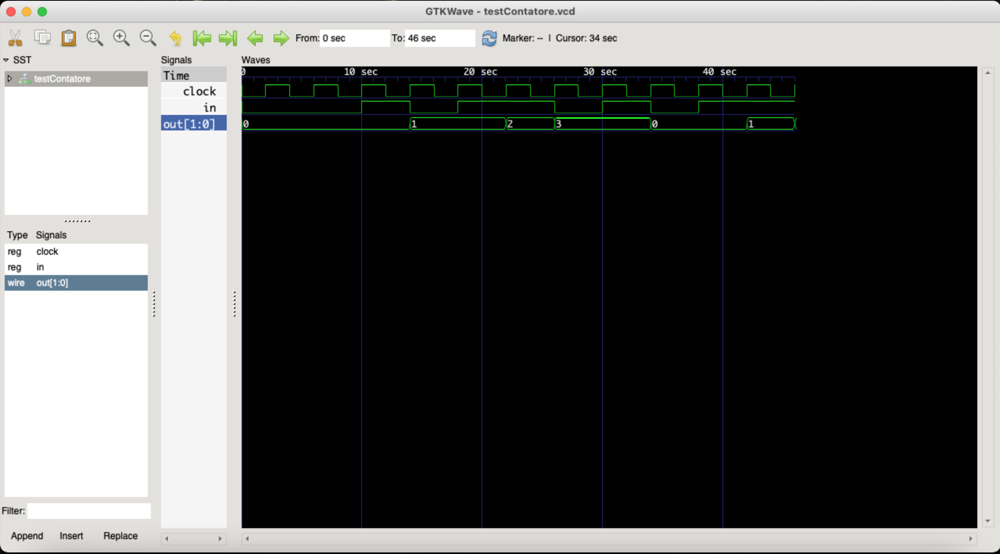 GTKWave - testContatore.vcd
From: 0 sec To: 46 sec Marker: -- | Cursor: 34 sec
SST
testContatore
Type Signals
reg clock
reg in
wire out[1:0]
Filter:
Append Insert Replace
Signals
Time
clock
in
out[1:0]
Waves
0 10 sec 20 sec 30 sec 40 sec
0 1 2 3 0 1